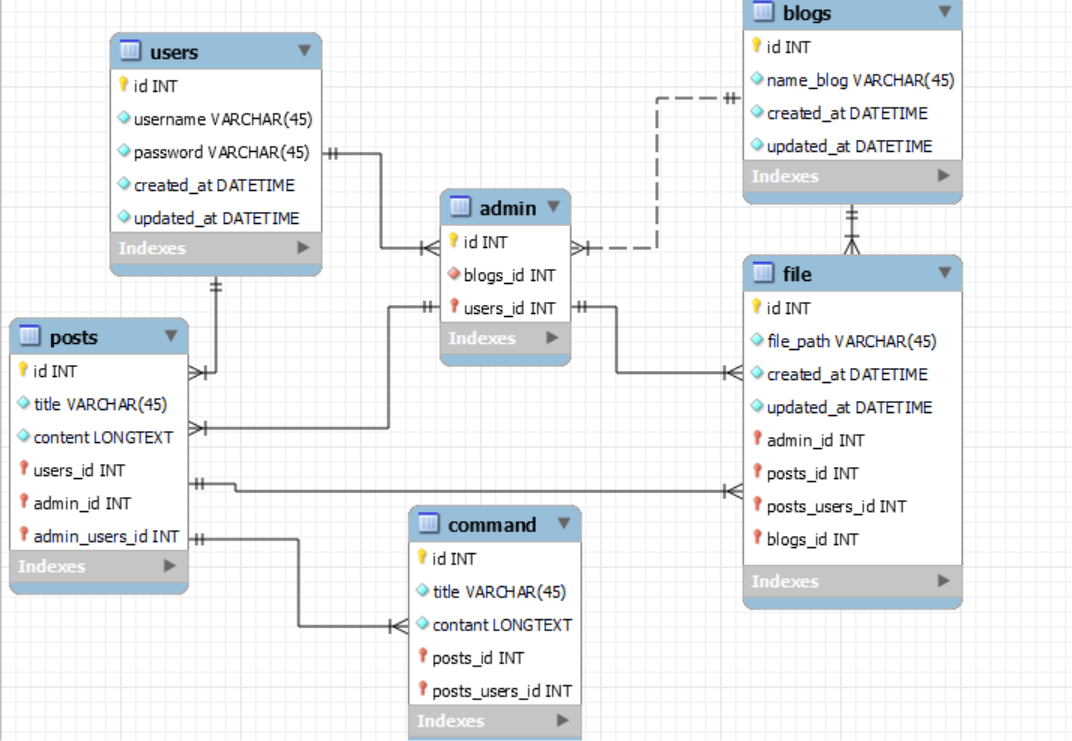 users
id INT
username VARCHAR(45)
password VARCHAR(45)
created_at DATETIME
updated_at DATETIME
Indexes
blogs
id INT
name_blog VARCHAR(45)
created_at DATETIME
updated_at DATETIME
Indexes
admin
id INT
blogs_id INT
users_id INT
Indexes
posts
id INT
title VARCHAR(45)
content LONGTEXT
users_id INT
admin_id INT
admin_users_id INT
Indexes
file
id INT
file_path VARCHAR(45)
created_at DATETIME
updated_at DATETIME
admin_id INT
posts_id INT
posts_users_id INT
blogs_id INT
Indexes
command
id INT
title VARCHAR(45)
contant LONGTEXT
posts_id INT
posts_users_id INT
Indexes